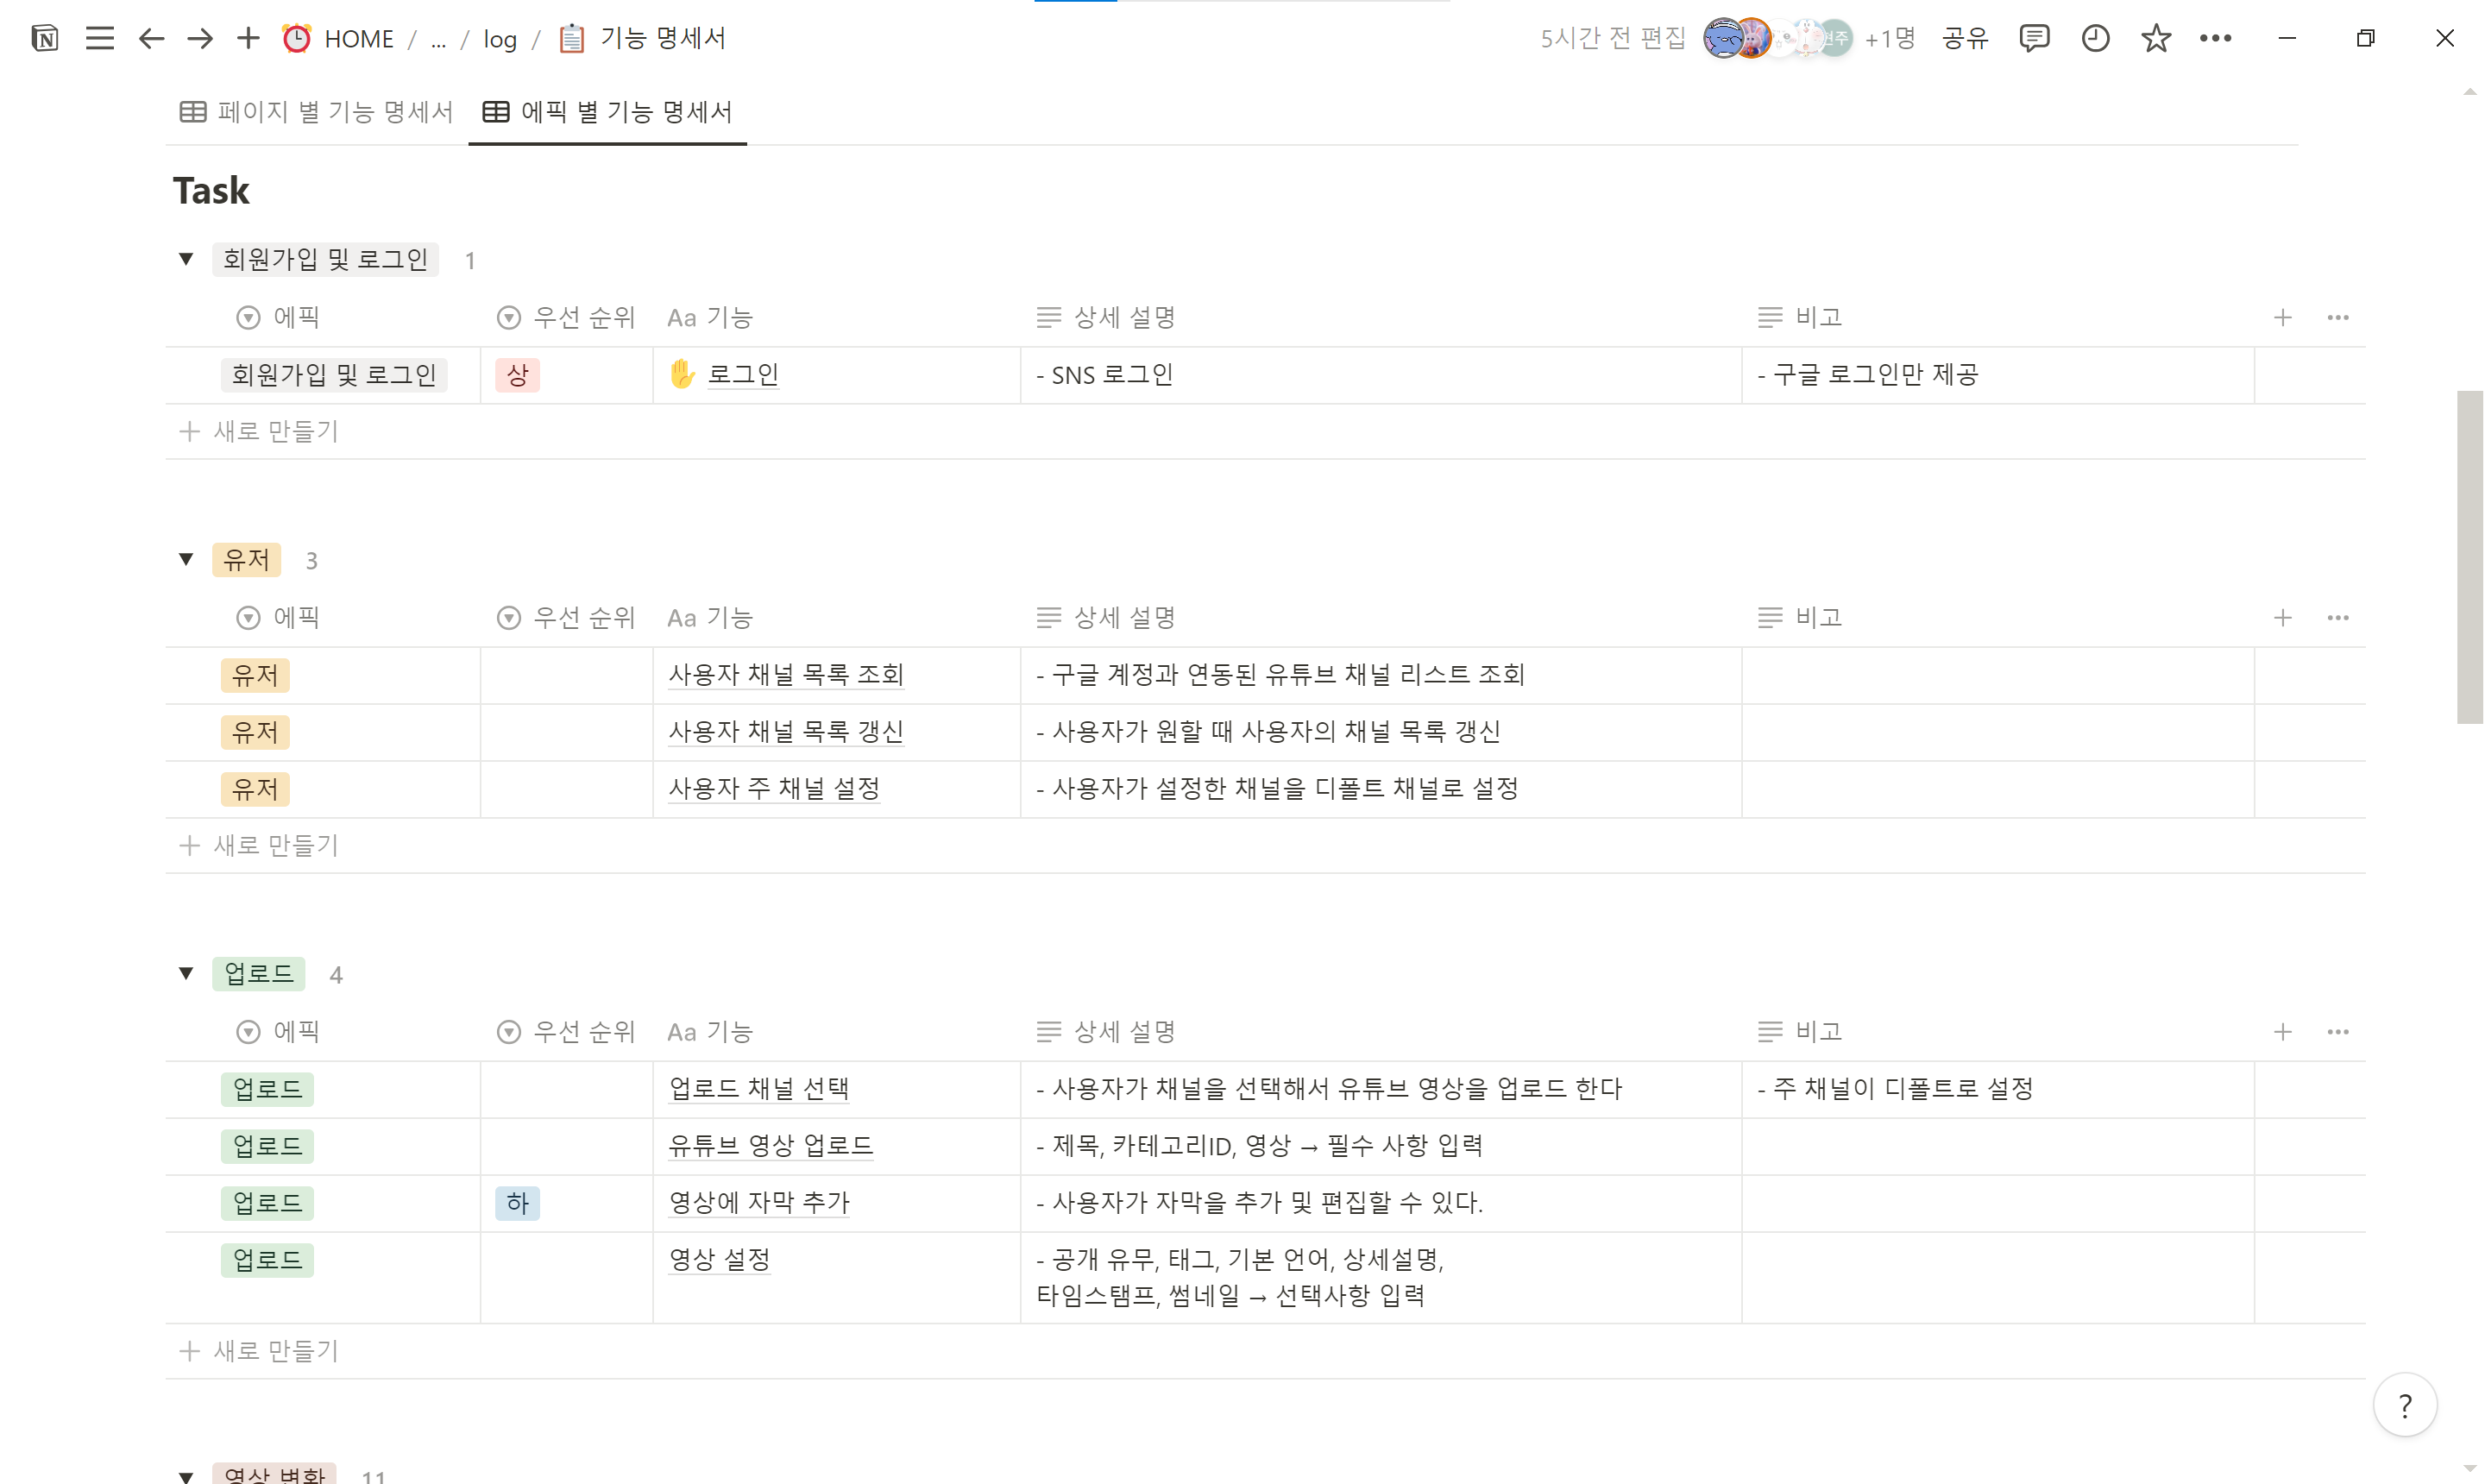 HOME / ... / log / 기능 명세서
5시간 전 편집 현주 +1명 공유
페이지 별 기능 명세서 에픽 별 기능 명세서
Task
회원가입 및 로그인 1
에픽 우선 순위 Aa 기능 상세 설명 비고
회원가입 및 로그인 상 로그인 - SNS 로그인 - 구글 로그인만 제공
새로 만들기
유저 3
에픽 우선 순위 Aa 기능 상세 설명 비고
유저 사용자 채널 목록 조회 - 구글 계정과 연동된 유튜브 채널 리스트 조회
유저 사용자 채널 목록 갱신 - 사용자가 원할 때 사용자의 채널 목록 갱신
유저 사용자 주 채널 설정 - 사용자가 설정한 채널을 디폴트 채널로 설정
새로 만들기
업로드 4
에픽 우선 순위 Aa 기능 상세 설명 비고
업로드 업로드 채널 선택 - 사용자가 채널을 선택해서 유튜브 영상을 업로드 한다 - 주 채널이 디폴트로 설정
업로드 유튜브 영상 업로드 - 제목, 카테고리ID, 영상 → 필수 사항 입력
업로드 하 영상에 자막 추가 - 사용자가 자막을 추가 및 편집할 수 있다.
업로드 영상 설정 - 공개 유무, 태그, 기본 언어, 상세설명,
타임스탬프, 썸네일 → 선택사항 입력
새로 만들기
?
영상 변환 11